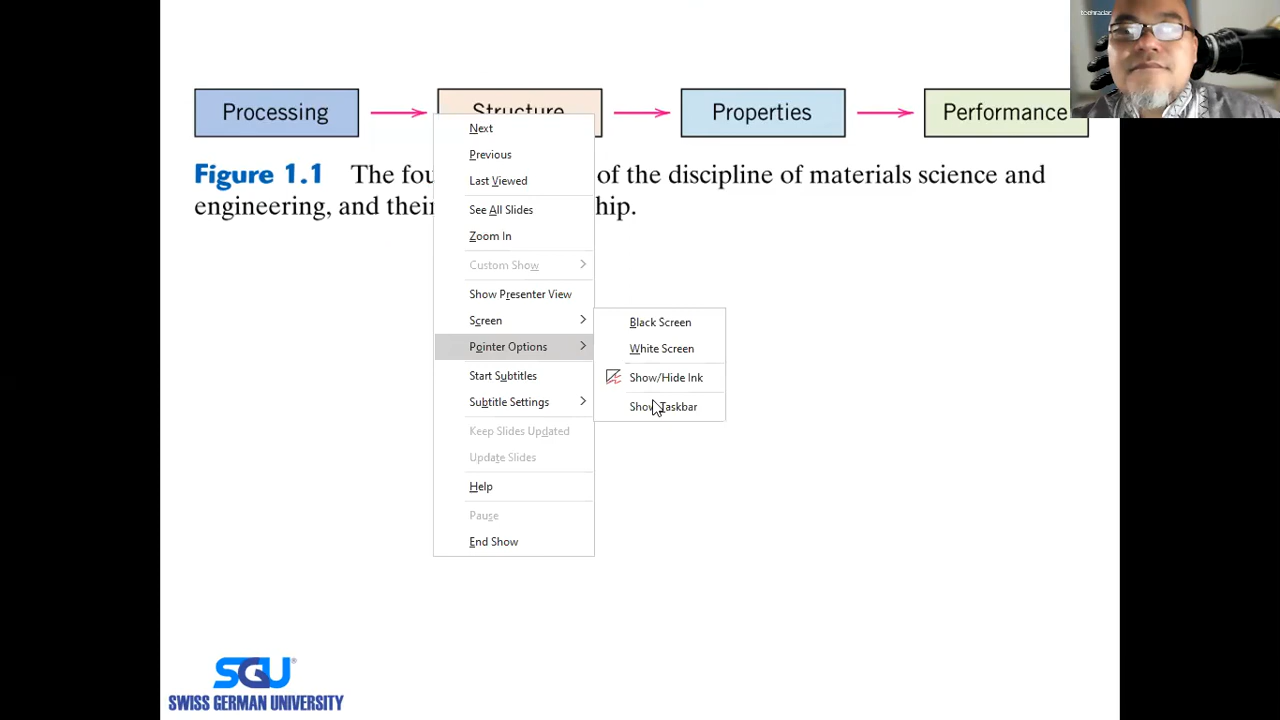 techradar
Processing
Structure
Properties
Performance
Figure 1.1 The fou of the discipline of materials science and
engineering, and their hip.
Next
Previous
Last Viewed
See All Slides
Zoom In
Custom Show
Show Presenter View
Screen
Pointer Options
Start Subtitles
Subtitle Settings
Keep Slides Updated
Update Slides
Help
Pause
End Show
Black Screen
White Screen
Show/Hide Ink
Show Taskbar
SGU®
SWISS GERMAN UNIVERSITY